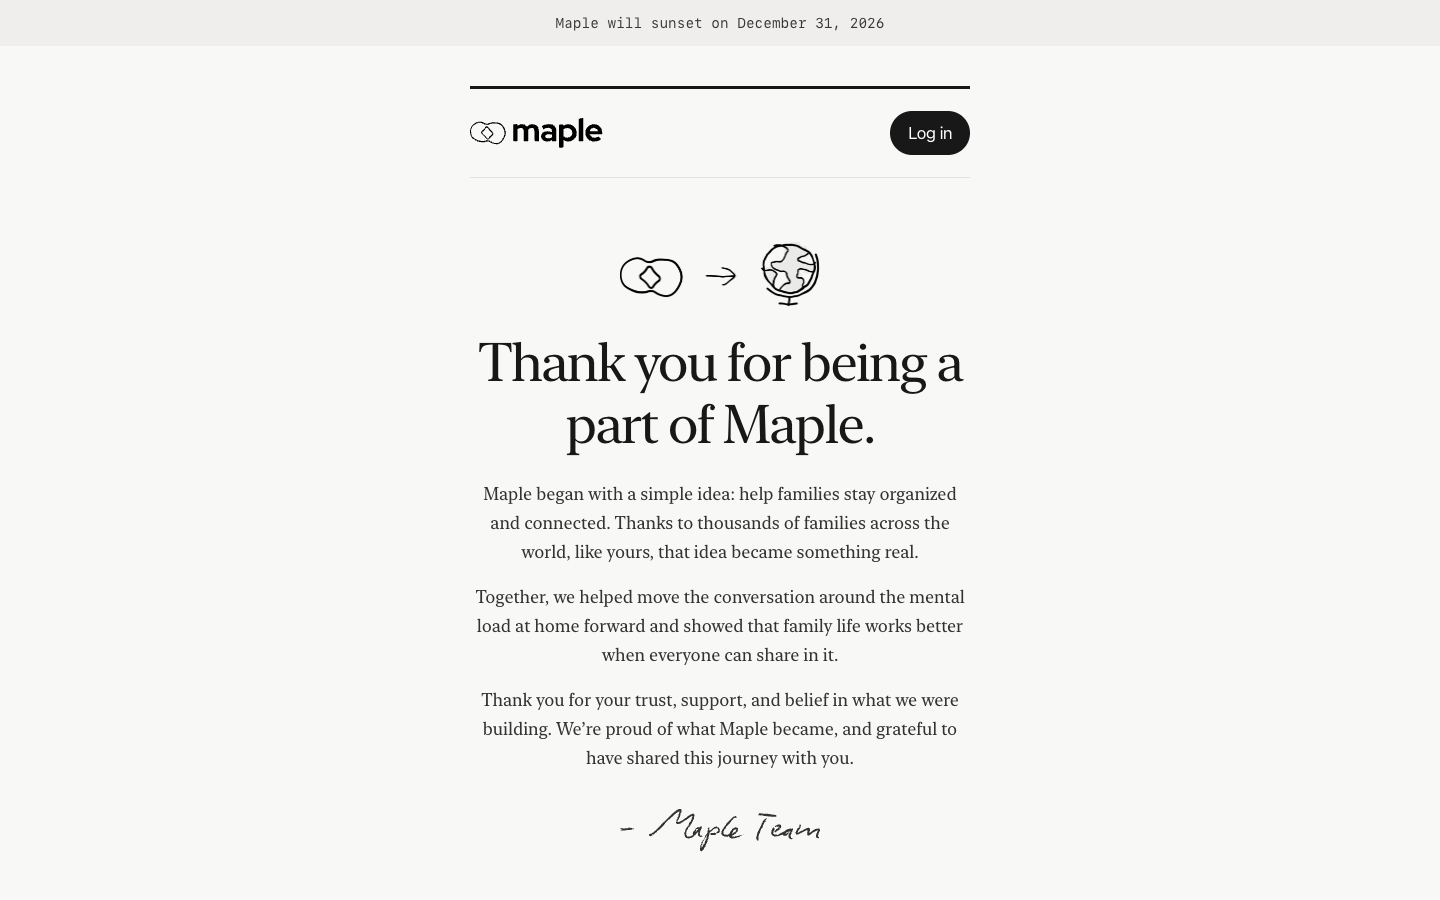 Maple will sunset on December 31, 2026
maple
Log in
Thank you for being a
part of Maple.
Maple began with a simple idea: help families stay organized
and connected. Thanks to thousands of families across the
world, like yours, that idea became something real.
Together, we helped move the conversation around the mental
load at home forward and showed that family life works better
when everyone can share in it.
Thank you for your trust, support, and belief in what we were
building. We’re proud of what Maple became, and grateful to
have shared this journey with you.
– Maple Team